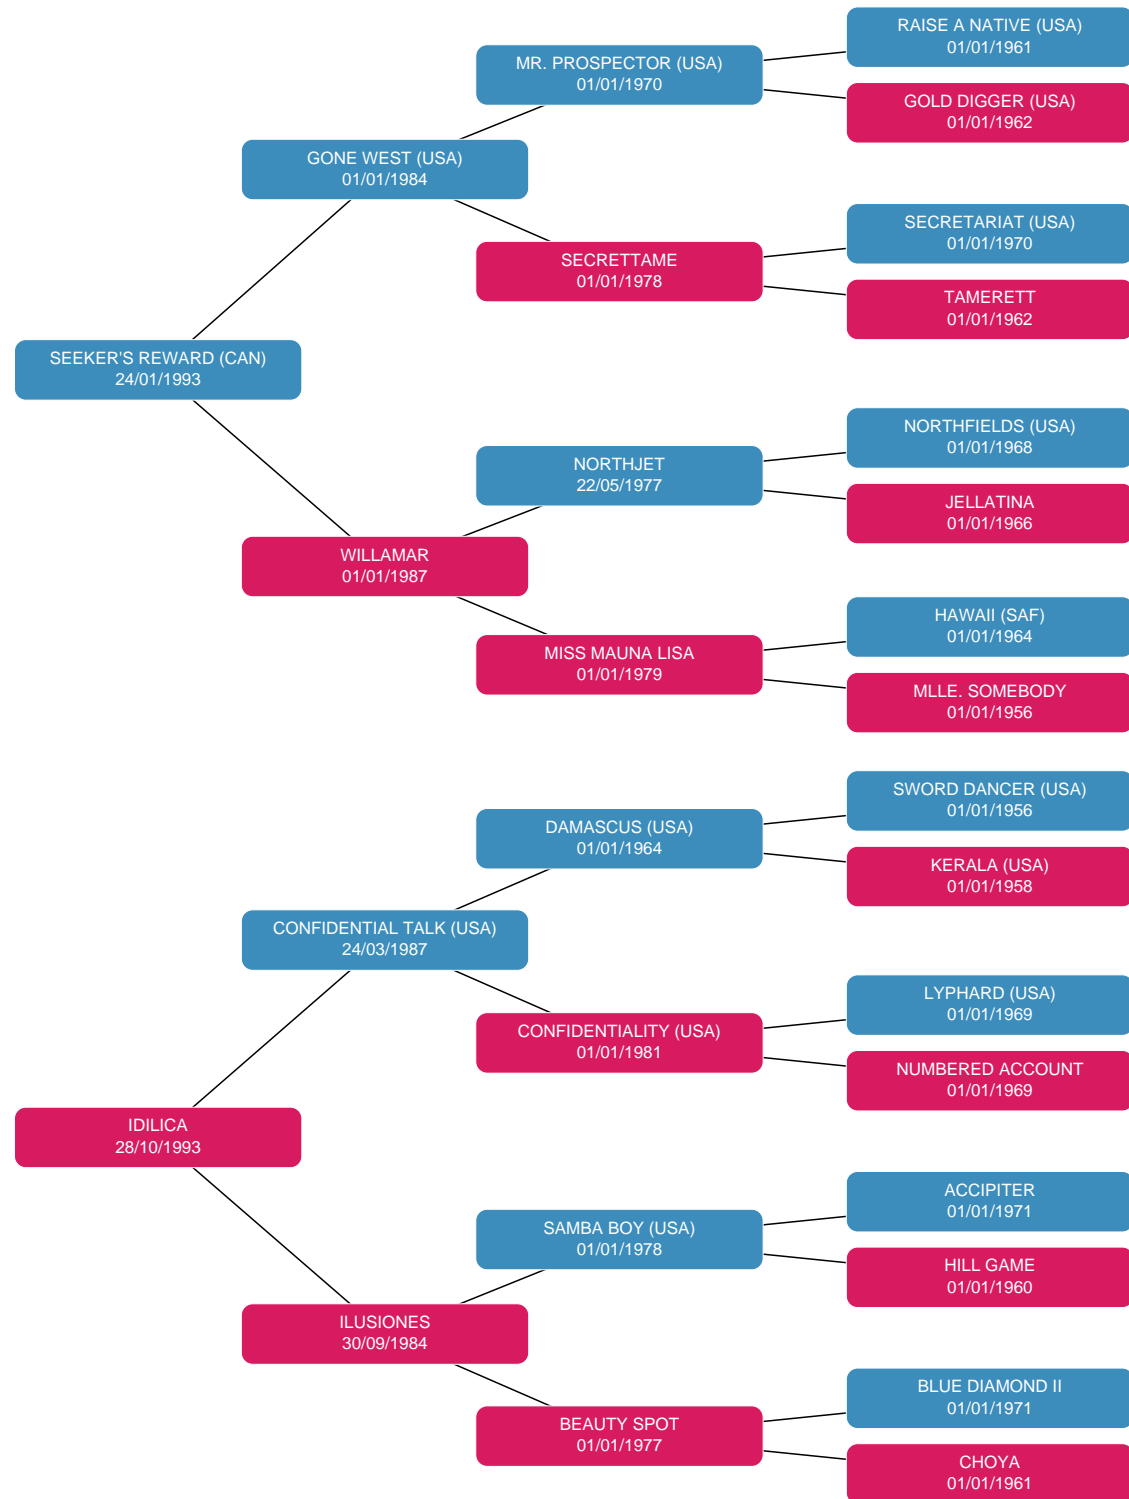 RAISE A NATIVE (USA)
01/01/1961
MR. PROSPECTOR (USA)
01/01/1970
GOLD DIGGER (USA)
01/01/1962
GONE WEST (USA)
01/01/1984
SECRETARIAT (USA)
01/01/1970
SECRETTAME
01/01/1978
TAMERETT
01/01/1962
SEEKER'S REWARD (CAN)
24/01/1993
NORTHFIELDS (USA)
01/01/1968
NORTHJET
22/05/1977
JELLATINA
01/01/1966
WILLAMAR
01/01/1987
HAWAII (SAF)
01/01/1964
MISS MAUNA LISA
01/01/1979
MLLE. SOMEBODY
01/01/1956
SWORD DANCER (USA)
01/01/1956
DAMASCUS (USA)
01/01/1964
KERALA (USA)
01/01/1958
CONFIDENTIAL TALK (USA)
24/03/1987
LYPHARD (USA)
01/01/1969
CONFIDENTIALITY (USA)
01/01/1981
NUMBERED ACCOUNT
01/01/1969
IDILICA
28/10/1993
ACCIPITER
01/01/1971
SAMBA BOY (USA)
01/01/1978
HILL GAME
01/01/1960
ILUSIONES
30/09/1984
BLUE DIAMOND II
01/01/1971
BEAUTY SPOT
01/01/1977
CHOYA
01/01/1961